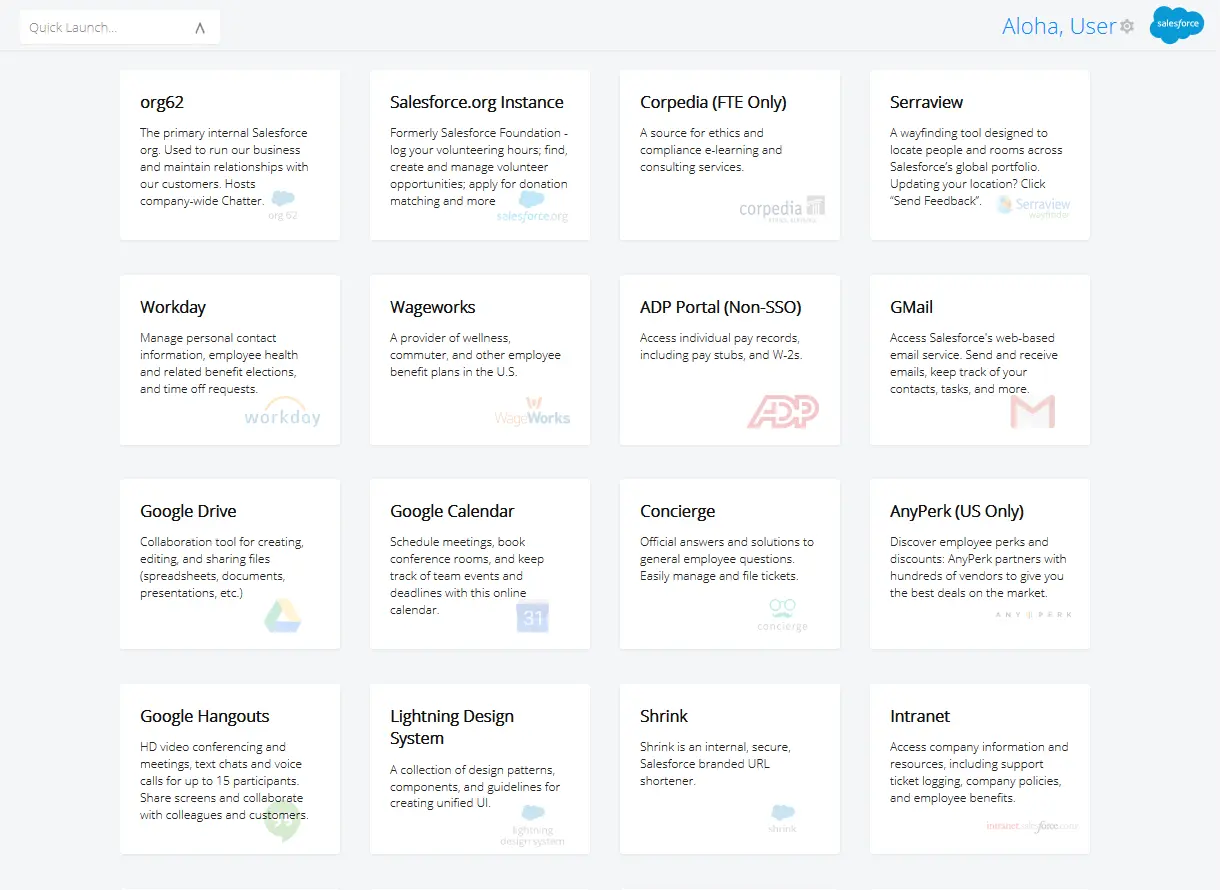 Quick Launch...
Aloha, User
salesforce
org62
The primary internal Salesforce
org. Used to run our business
and maintain relationships with
our customers. Hosts
company-wide Chatter.
org 62
Salesforce.org Instance
Formerly Salesforce Foundation -
log your volunteering hours; find,
create and manage volunteer
opportunities; apply for donation
matching and more
salesforce.org
Corpedia (FTE Only)
A source for ethics and
compliance e-learning and
consulting services.
corpedia
Serraview
A wayfinding tool designed to
locate people and rooms across
Salesforce's global portfolio.
Updating your location? Click
“Send Feedback”.
Serraview
wayfinder
Workday
Manage personal contact
information, employee health
and related benefit elections,
and time off requests.
workday
Wageworks
A provider of wellness,
commuter, and other employee
benefit plans in the U.S.
WageWorks
ADP Portal (Non-SSO)
Access individual pay records,
including pay stubs, and W-2s.
ADP
GMail
Access Salesforce's web-based
email service. Send and receive
emails, keep track of your
contacts, tasks, and more.
Google Drive
Collaboration tool for creating,
editing, and sharing files
(spreadsheets, documents,
presentations, etc.)
Google Calendar
Schedule meetings, book
conference rooms, and keep
track of team events and
deadlines with this online
calendar.
31
Concierge
Official answers and solutions to
general employee questions.
Easily manage and file tickets.
concierge
AnyPerk (US Only)
Discover employee perks and
discounts: AnyPerk partners with
hundreds of vendors to give you
the best deals on the market.
ANYPERK
Google Hangouts
HD video conferencing and
meetings, text chats and voice
calls for up to 15 participants.
Share screens and collaborate
with colleagues and customers.
Lightning Design
System
A collection of design patterns,
components, and guidelines for
creating unified UI.
lightning
design system
Shrink
Shrink is an internal, secure,
Salesforce branded URL
shortener.
shrink
Intranet
Access company information and
resources, including support
ticket logging, company policies,
and employee benefits.
intranet.salesforce.com